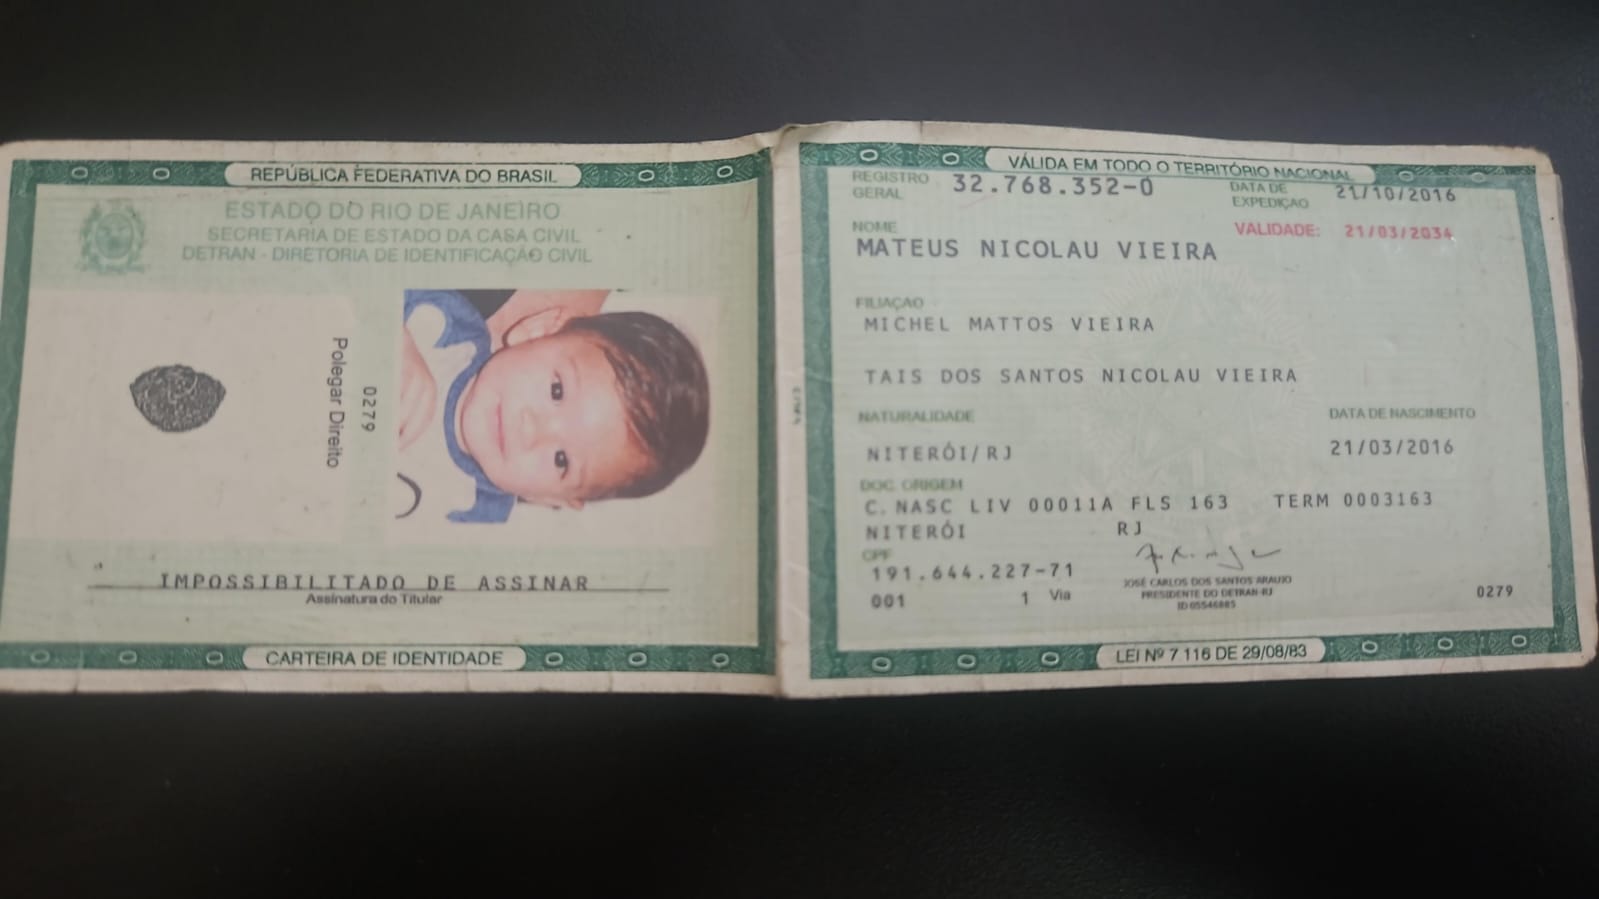 REPÚBLICA FEDERATIVA DO BRASIL
ESTADO DO RIO DE JANEIRO
SECRETARIA DE ESTADO DA CASA CIVIL
DETRAN - DIRETORIA DE IDENTIFICAÇÃO CIVIL
0279
Polegar Direito
IMPOSSIBILITADO DE ASSINAR
Assinatura do Titular
CARTEIRA DE IDENTIDADE
VÁLIDA EM TODO O TERRITÓRIO NACIONAL
REGISTRO GERAL 32.768.352-0 DATA DE EXPEDIÇÃO 21/10/2016
VALIDADE: 21/03/2034
NOME
MATEUS NICOLAU VIEIRA
FILIAÇÃO
MICHEL MATTOS VIEIRA
TAIS DOS SANTOS NICOLAU VIEIRA
NATURALIDADE DATA DE NASCIMENTO
NITERÓI/RJ 21/03/2016
DOC. ORIGEM
C. NASC LIV 00011A FLS 163 TERM 0003163
NITERÓI RJ
CPF
191.644.227-71
001 1 Via
JOSÉ CARLOS DOS SANTOS ARAUJO
PRESIDENTE DO DETRAN-RJ
ID 05546885
0279
LEI Nº 7 116 DE 29/08/83